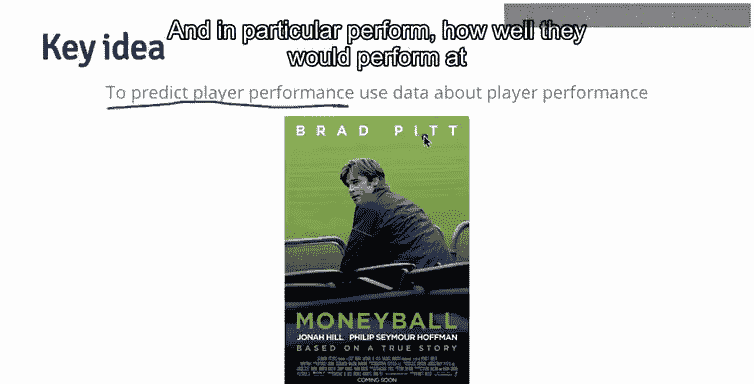 And in particular perform, how well they
would perform at
Key idea
To predict player performance use data about player performance
BRAD PITT
MONEYBALL
JONAH HILL PHILIP SEYMOUR HOFFMAN
BASED ON A TRUE STORY
COMING SOON